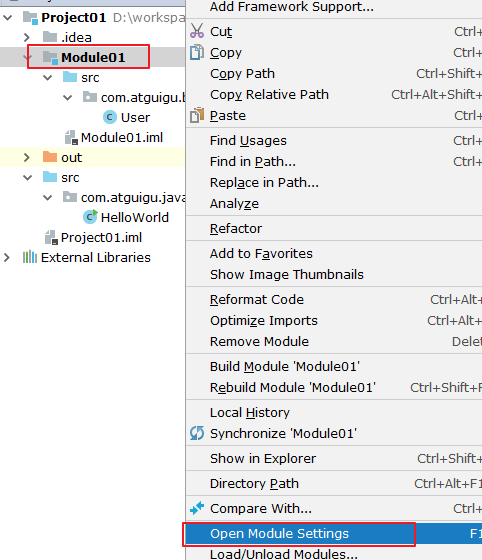 Project01 D:\workspa
.idea
Module01
src
com.atguigu.b
User
Module01.iml
out
src
com.atguigu.java
HelloWorld
Project01.iml
External Libraries
Add Framework Support...
Cut Ctrl+
Copy Ctrl+
Copy Path Ctrl+Shift+
Copy Relative Path Ctrl+Alt+Shift+
Paste Ctrl+
Find Usages Ctrl+
Find in Path... Ctrl+Shift+
Replace in Path...
Analyze
Refactor
Add to Favorites
Show Image Thumbnails
Reformat Code Ctrl+Alt+
Optimize Imports Ctrl+Alt+
Remove Module Delet
Build Module 'Module01'
Rebuild Module 'Module01' Ctrl+Shift+F
Local History
Synchronize 'Module01'
Show in Explorer Ctrl+Shift+
Directory Path Ctrl+Alt+F1
Compare With... Ctrl+
Open Module Settings F1
Load/Unload Modules...